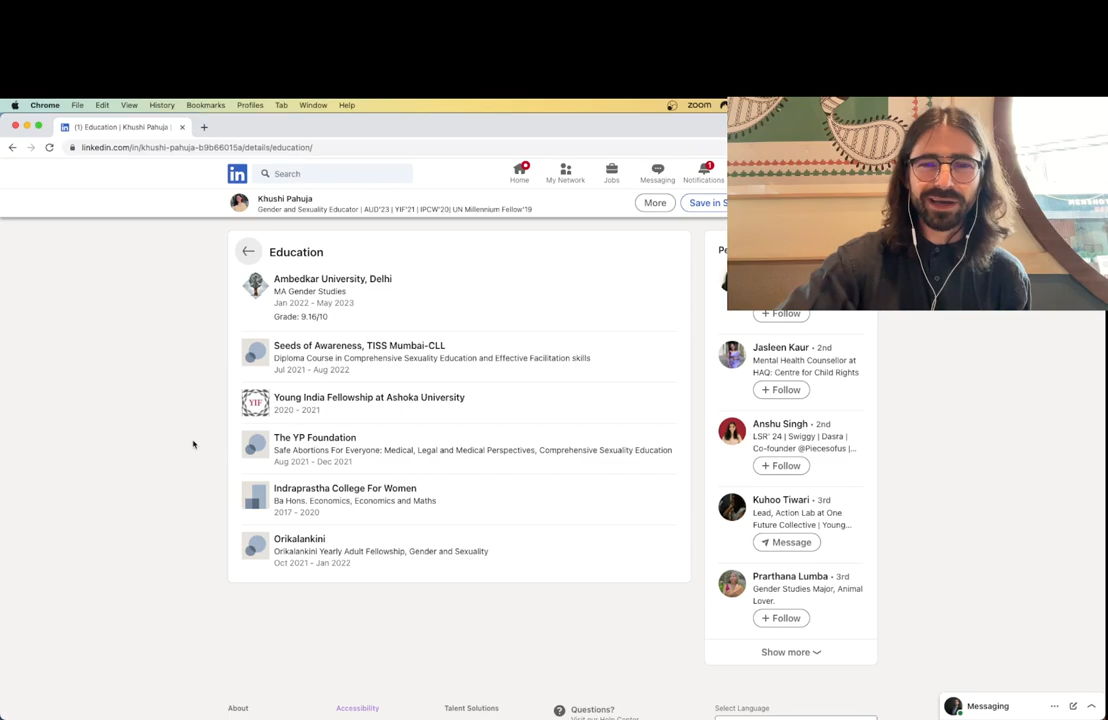 Chrome File Edit View History Bookmarks Profiles Tab Window Help
zoom
(1) Education | Khushi Pahuja |
linkedin.com/in/khushi-pahuja-b9b66015a/details/education/
in
Search
Home
My Network
Jobs
Messaging
1
Notifications
Khushi Pahuja
Gender and Sexuality Educator | AUD'23 | YIF'21 | IPCW'20| UN Millennium Fellow'19
More
Save in S
Education
Ambedkar University, Delhi
MA Gender Studies
Jan 2022 - May 2023
Grade: 9.16/10
Seeds of Awareness, TISS Mumbai-CLL
Diploma Course in Comprehensive Sexuality Education and Effective Facilitation skills
Jul 2021 - Aug 2022
YIF
Young India Fellowship at Ashoka University
2020 - 2021
The YP Foundation
Safe Abortions For Everyone: Medical, Legal and Medical Perspectives, Comprehensive Sexuality Education
Aug 2021 - Dec 2021
Indraprastha College For Women
Ba Hons. Economics, Economics and Maths
2017 - 2020
Orikalankini
Orikalankini Yearly Adult Fellowship, Gender and Sexuality
Oct 2021 - Jan 2022
Pe
+ Follow
Jasleen Kaur • 2nd
Mental Health Counsellor at
HAQ: Centre for Child Rights
+ Follow
Anshu Singh • 2nd
LSR' 24 | Swiggy | Dasra |
Co-founder @Piecesofus |...
+ Follow
Kuhoo Tiwari • 3rd
Lead, Action Lab at One
Future Collective | Young...
Message
Prarthana Lumba • 3rd
Gender Studies Major, Animal
Lover.
+ Follow
Show more
About
Accessibility
Talent Solutions
Questions?
Visit our Help Center.
Select Language
Messaging